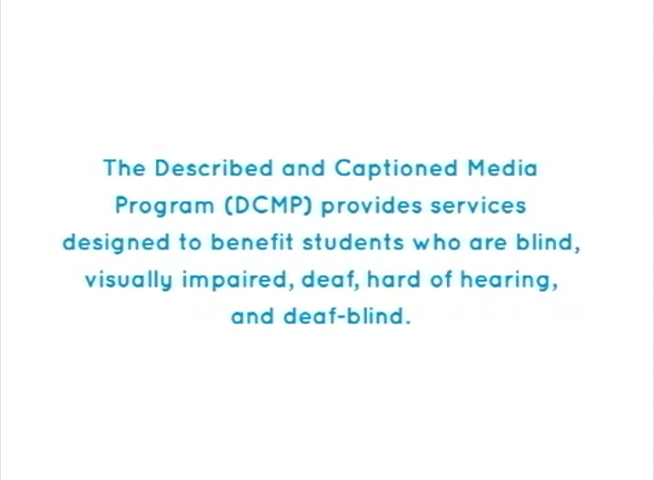 The Described and Captioned Media
Program (DCMP) provides services
designed to benefit students who are blind,
visually impaired, deaf, hard of hearing,
and deaf-blind.